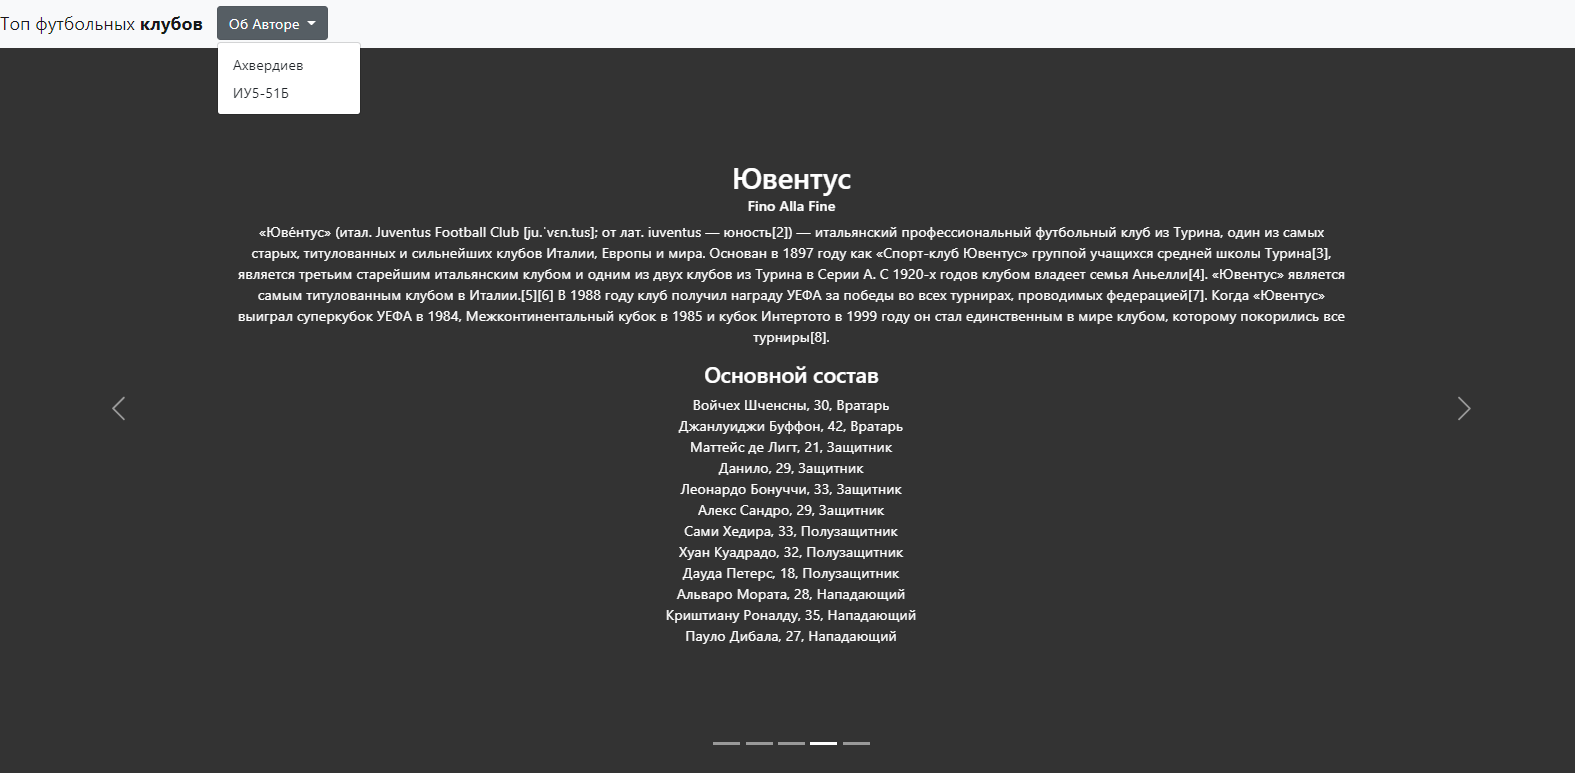 Топ футбольных клубов
Об Авторе
Ахвердиев
ИУ5-51Б
Ювентус
Fino Alla Fine
«Юве́нтус» (итал. Juventus Football Club [ju.ˈvɛn.tus]; от лат. iuventus — юность[2]) — итальянский профессиональный футбольный клуб из Турина, один из самых
старых, титулованных и сильнейших клубов Италии, Европы и мира. Основан в 1897 году как «Спорт-клуб Ювентус» группой учащихся средней школы Турина[3],
является третьим старейшим итальянским клубом и одним из двух клубов из Турина в Серии А. С 1920-х годов клубом владеет семья Аньелли[4]. «Ювентус» является
самым титулованным клубом в Италии.[5][6] В 1988 году клуб получил награду УЕФА за победы во всех турнирах, проводимых федерацией[7]. Когда «Ювентус»
выиграл суперкубок УЕФА в 1984, Межконтинентальный кубок в 1985 и кубок Интертото в 1999 году он стал единственным в мире клубом, которому покорились все
турниры[8].
Основной состав
Войчех Шченсны, 30, Вратарь
Джанлуиджи Буффон, 42, Вратарь
Маттейс де Лигт, 21, Защитник
Данило, 29, Защитник
Леонардо Бонуччи, 33, Защитник
Алекс Сандро, 29, Защитник
Сами Хедира, 33, Полузащитник
Хуан Куадрадо, 32, Полузащитник
Дауда Петерс, 18, Полузащитник
Альваро Мората, 28, Нападающий
Криштиану Роналду, 35, Нападающий
Пауло Дибала, 27, Нападающий